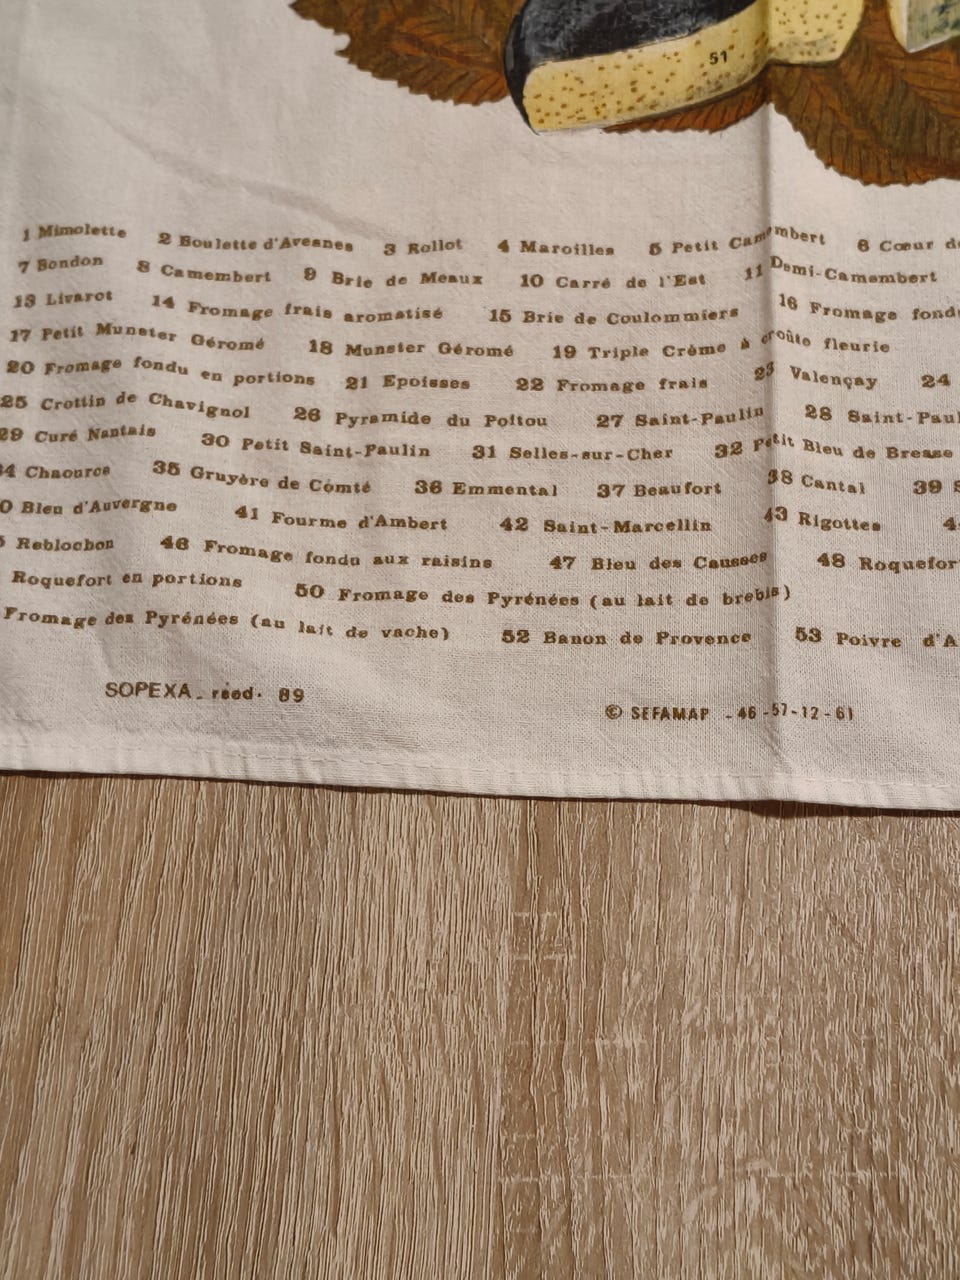 51
1 Mimolette 2 Boulette d'Avesnes 3 Rollot 4 Maroilles 5 Petit Camembert 6 Cœur
7 Bondon 8 Camembert 9 Brie de Meaux 10 Carré de l'Est 11 Demi-Camembert
13 Livarot 14 Fromage frais aromatisé 15 Brie de Coulommiers 16 Fromage
17 Petit Munster Géromé 18 Munster Géromé 19 Triple Crème à croûte fleurie
20 Fromage fondu en portions 21 Epoisses 22 Fromage frais 23 Valençay 24
25 Crottin de Chavignol 26 Pyramide du Poitou 27 Saint-Paulin 28
29 Curé Nantais 30 Petit Saint-Paulin 31 Selles-sur-Cher 32 Petit Bleu de Bresse
Chaource 35 Gruyère de Comté 36 Emmental 37 Beaufort 38 Cantal 39
Bleu d'Auvergne 41 Fourme d'Ambert 42 Saint-Marcellin 43 Rigottes
Reblochon 46 Fromage fondu aux raisins 47 Bleu des Causses 48
Roquefort en portions 50 Fromage des Pyrénées (au lait de brebis)
Fromage des Pyrénées (au lait de vache) 52 Banon de Provence 53 Poivre
SOPEXA - réed. 89
© SEFAMAP - 46-57-12-61